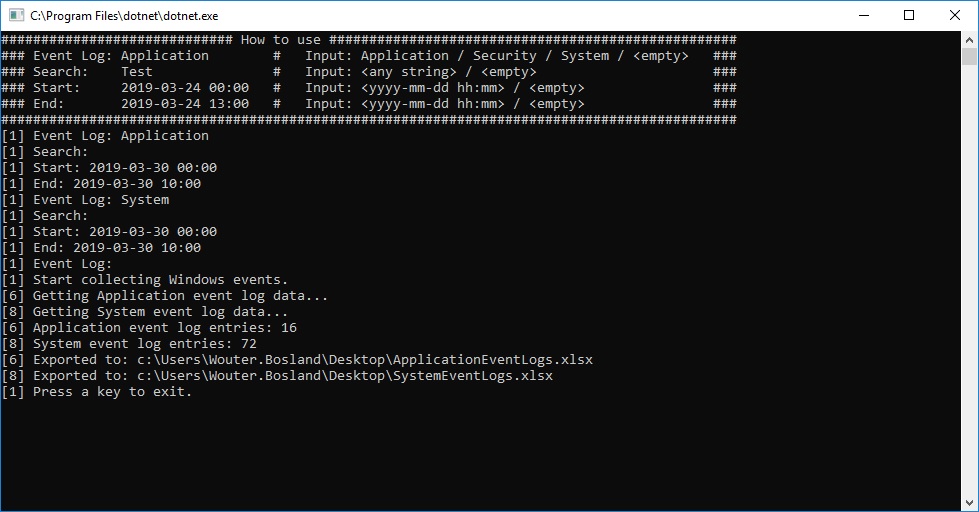 C:\Program Files\dotnet\dotnet.exe
############################# How to use ###################################################
### Event Log: Application        #   Input: Application / Security / System / <empty>   ###
### Search:    Test               #   Input: <any string> / <empty>                      ###
### Start:     2019-03-24 00:00   #   Input: <yyyy-mm-dd hh:mm> / <empty>                ###
### End:       2019-03-24 13:00   #   Input: <yyyy-mm-dd hh:mm> / <empty>                ###
############################################################################################
[1] Event Log: Application
[1] Search:
[1] Start: 2019-03-30 00:00
[1] End: 2019-03-30 10:00
[1] Event Log: System
[1] Search:
[1] Start: 2019-03-30 00:00
[1] End: 2019-03-30 10:00
[1] Event Log:
[1] Start collecting Windows events.
[6] Getting Application event log data...
[8] Getting System event log data...
[6] Application event log entries: 16
[8] System event log entries: 72
[6] Exported to: c:\Users\Wouter.Bosland\Desktop\ApplicationEventLogs.xlsx
[8] Exported to: c:\Users\Wouter.Bosland\Desktop\SystemEventLogs.xlsx
[1] Press a key to exit.